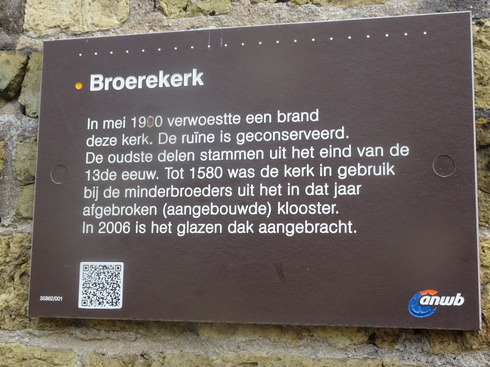 Broerekerk
In mei 1980 verwoestte een brand
deze kerk. De ruïne is geconserveerd.
De oudste delen stammen uit het eind van de
13de eeuw. Tot 1580 was de kerk in gebruik
bij de minderbroeders uit het in dat jaar
afgebroken (aangebouwde) klooster.
In 2006 is het glazen dak aangebracht.
35862/001
anwb